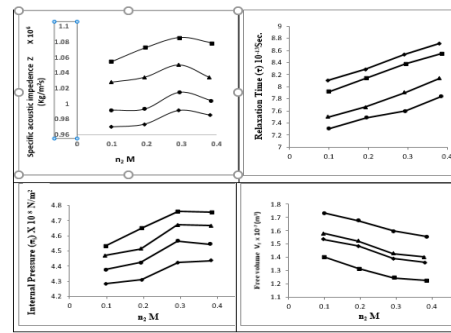 Specific acoustic impedence Z X 10⁶
(Kg/m²s)
1.1
1.08
1.06
1.04
1.02
1
0.98
0.96
0.0 0.1 0.2 0.3 0.4
n₂ M
Relaxation Time (τ) 10⁻¹³Sec.
9
8.8
8.6
8.4
8.2
8
7.8
7.6
7.4
7.2
7
0 0.1 0.2 0.3 0.4
Internal Pressure (πᵢ) X 10⁸ N/m²
4.8
4.7
4.6
4.5
4.4
4.3
4.2
0.0 0.1 0.2 0.3 0.4
n₂ M
Free volume
1.8
1.7
1.6
1.5
1.4
1.3
1.2
1.1
0.0 0.1 0.2 0.3 0.4
n₂ M